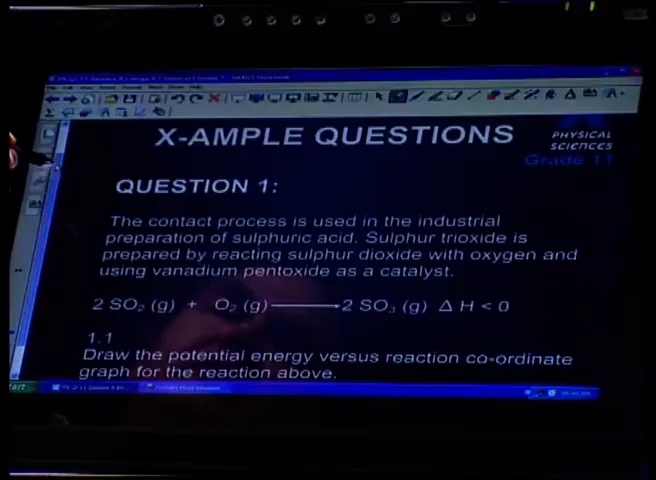 X-AMPLE QUESTIONS
PHYSICAL
SCIENCES
Grade 11
QUESTION 1:
The contact process is used in the industrial
preparation of sulphuric acid. Sulphur trioxide is
prepared by reacting sulphur dioxide with oxygen and
using vanadium pentoxide as a catalyst.
2 SO₂ (g) + O₂ (g) ⟶ 2 SO₃ (g) Δ H < 0
1.1
Draw the potential energy versus reaction co-ordinate
graph for the reaction above.